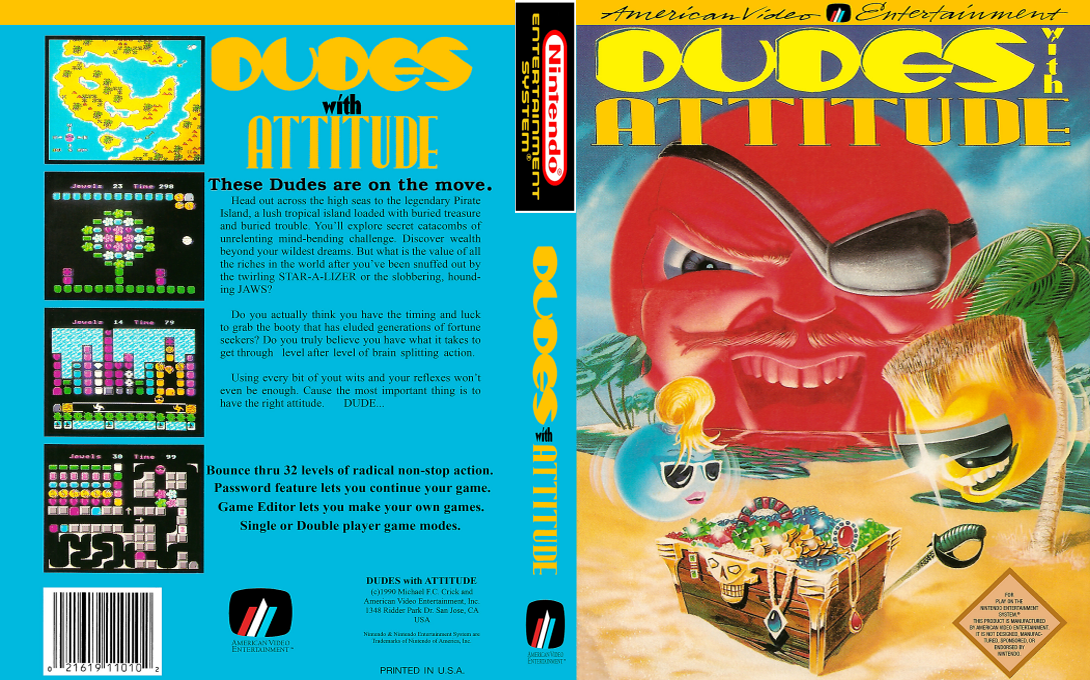 DUDES
with
ATTITUDE
These Dudes are on the move.
Head out across the high seas to the legendary Pirate
Island, a lush tropical island loaded with buried treasure
and buried trouble. You'll explore secret catacombs of
unrelenting mind-bending challenge. Discover wealth
beyond your wildest dreams. But what is the value of all
the riches in the world after you've been snuffed out by
the twirling STAR-A-LIZER or the slobbering, hound-
ing JAWS?
Do you actually think you have the timing and luck
to grab the booty that has eluded generations of fortune
seekers? Do you truly believe you have what it takes to
get through level after level of brain splitting action.
Using every bit of yout wits and your reflexes won't
even be enough. Cause the most important thing is to
have the right attitude. DUDE...
Bounce thru 32 levels of radical non-stop action.
Password feature lets you continue your game.
Game Editor lets you make your own games.
Single or Double player game modes.
Jewels 23 Time 298
Jewels 14 Time 79
Jewels 30 Time 99
0 21619 11010 2
AMERICAN VIDEO
ENTERTAINMENT™
DUDES with ATTITUDE
(c)1990 Michael F.C. Crick and
American Video Entertainment, Inc.
1348 Ridder Park Dr. San Jose, CA
USA
Nintendo & Nintendo Entertainment System are
Trademarks of Nintendo of America, Inc.
PRINTED IN U.S.A.
Nintendo®
ENTERTAINMENT
SYSTEM®
DUDES
with
ATTITUDE
AMERICAN VIDEO
ENTERTAINMENT™
American Video Entertainment
DUDES
with
ATTITUDE
FOR
PLAY ON THE
NINTENDO ENTERTAINMENT
SYSTEM.®
THIS PRODUCT IS MANUFACTURED
BY AMERICAN VIDEO ENTERTAINMENT.
IT IS NOT DESIGNED, MANUFAC-
TURED, SPONSORED, OR
ENDORSED BY
NINTENDO.